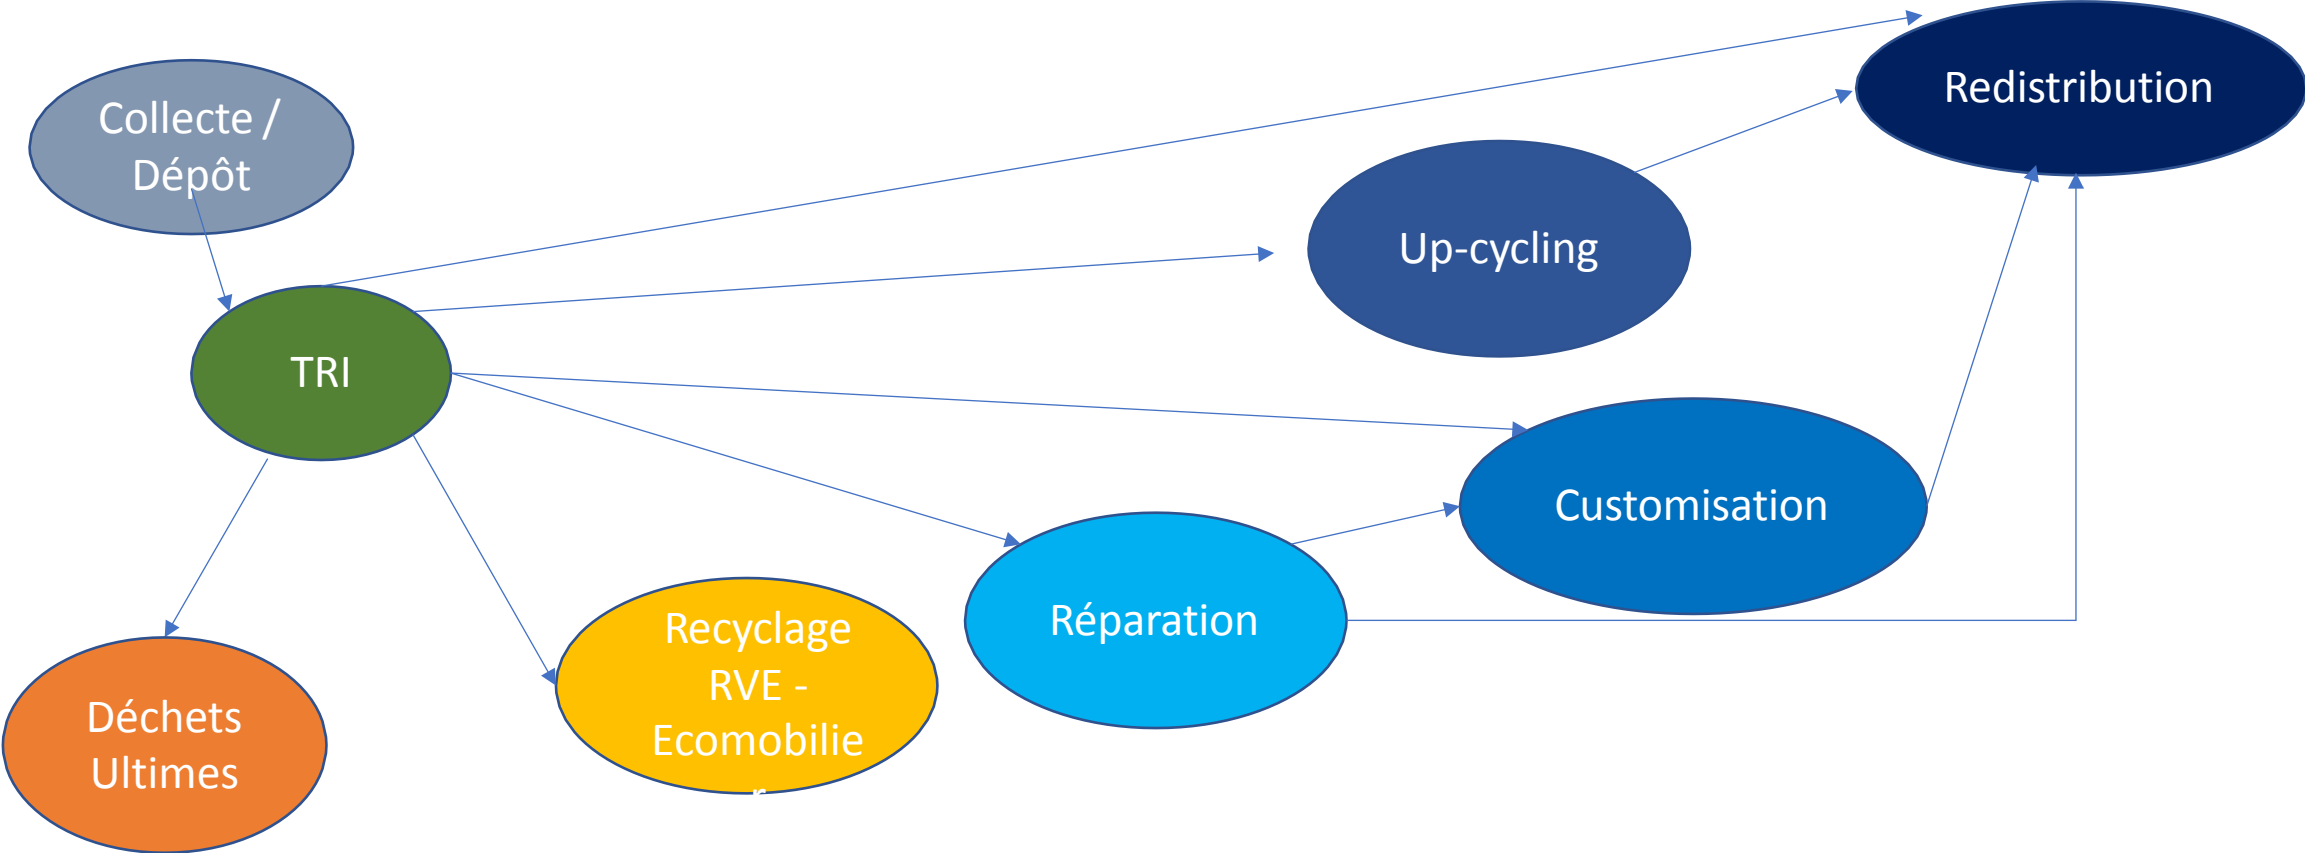 Collecte /
Dépôt
Redistribution
Up-cycling
TRI
Customisation
Réparation
Recyclage
RVE -
Ecomobilie
r
Déchets
Ultimes